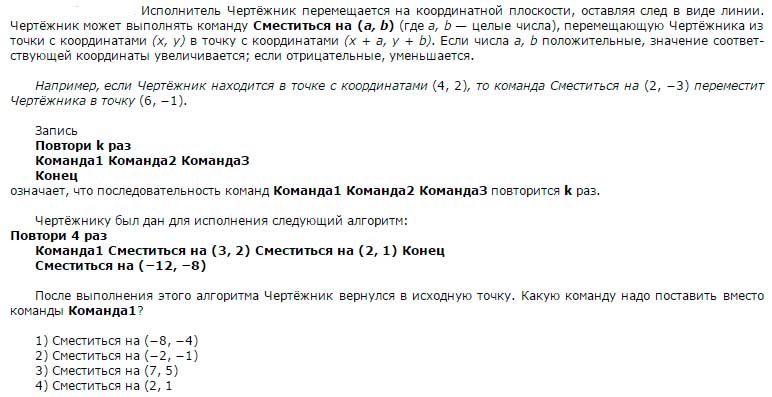 Исполнитель Чертёжник перемещается на координатной плоскости, оставляя след в виде линии.
Чертёжник может выполнять команду Сместиться на (a, b) (где a, b — целые числа), перемещающую Чертёжника из
точки с координатами (x, y) в точку с координатами (x + a, y + b). Если числа a, b положительные, значение соответ-
ствующей координаты увеличивается; если отрицательные, уменьшается.
Например, если Чертёжник находится в точке с координатами (4, 2), то команда Сместиться на (2, −3) переместит
Чертёжника в точку (6, −1).
Запись
Повтори k раз
Команда1 Команда2 Команда3
Конец
означает, что последовательность команд Команда1 Команда2 Команда3 повторится k раз.
Чертёжнику был дан для исполнения следующий алгоритм:
Повтори 4 раз
Команда1 Сместиться на (3, 2) Сместиться на (2, 1) Конец
Сместиться на (−12, −8)
После выполнения этого алгоритма Чертёжник вернулся в исходную точку. Какую команду надо поставить вместо
команды Команда1?
1) Сместиться на (−8, −4)
2) Сместиться на (−2, −1)
3) Сместиться на (7, 5)
4) Сместиться на (2, 1